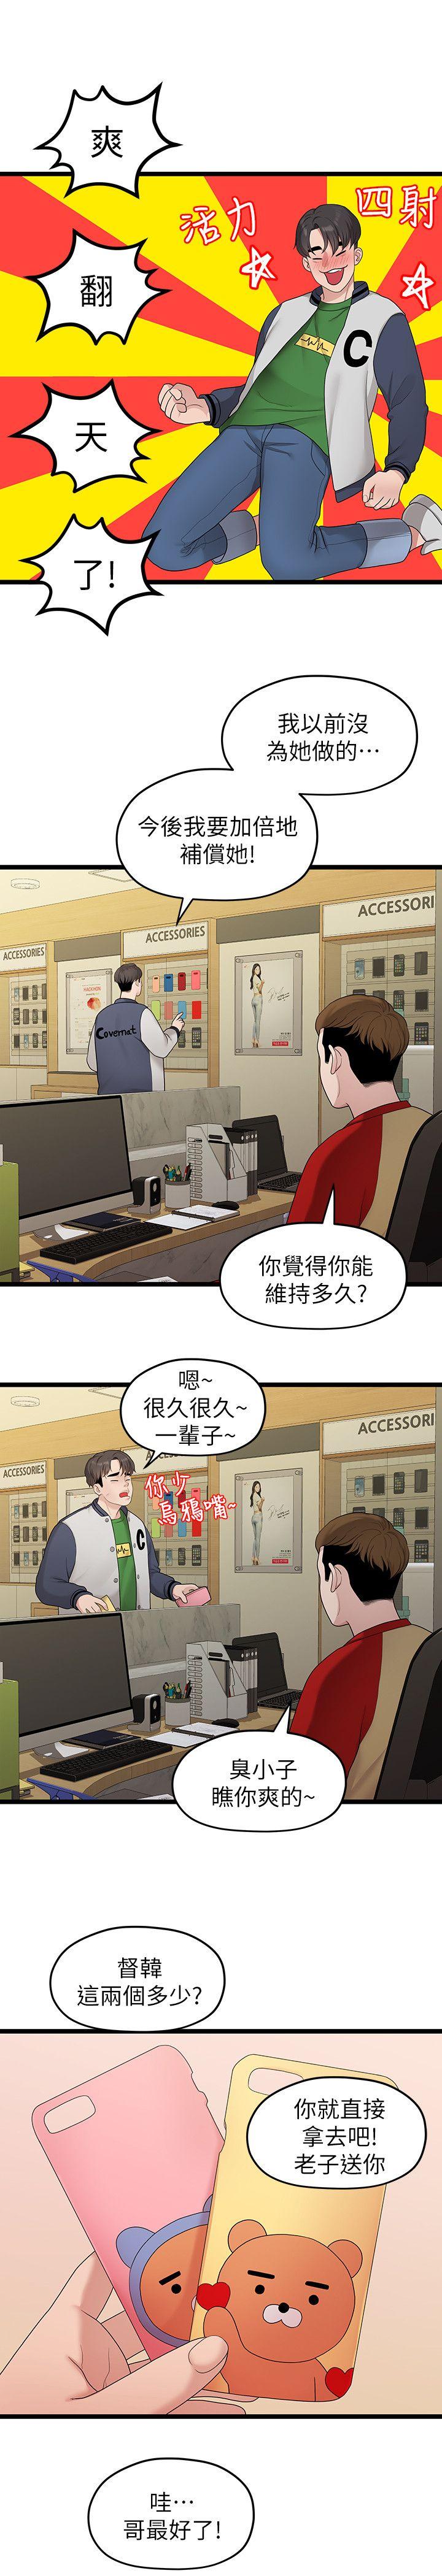 爽
翻
天
了!
活力
四射
我以前沒
為她做的…
今後我要加倍地
補償她!
ACCESSORIES
ACCESSORIES
ACCESSORI
Covernat
你覺得你能
維持多久?
嗯~
很久很久~
一輩子~
你少
烏鴉嘴~
ACCESSORIES
ACCESSORI
C
臭小子
瞧你爽的~
督韓
這兩個多少?
你就直接
拿去吧!
老子送你
哇…
哥最好了!